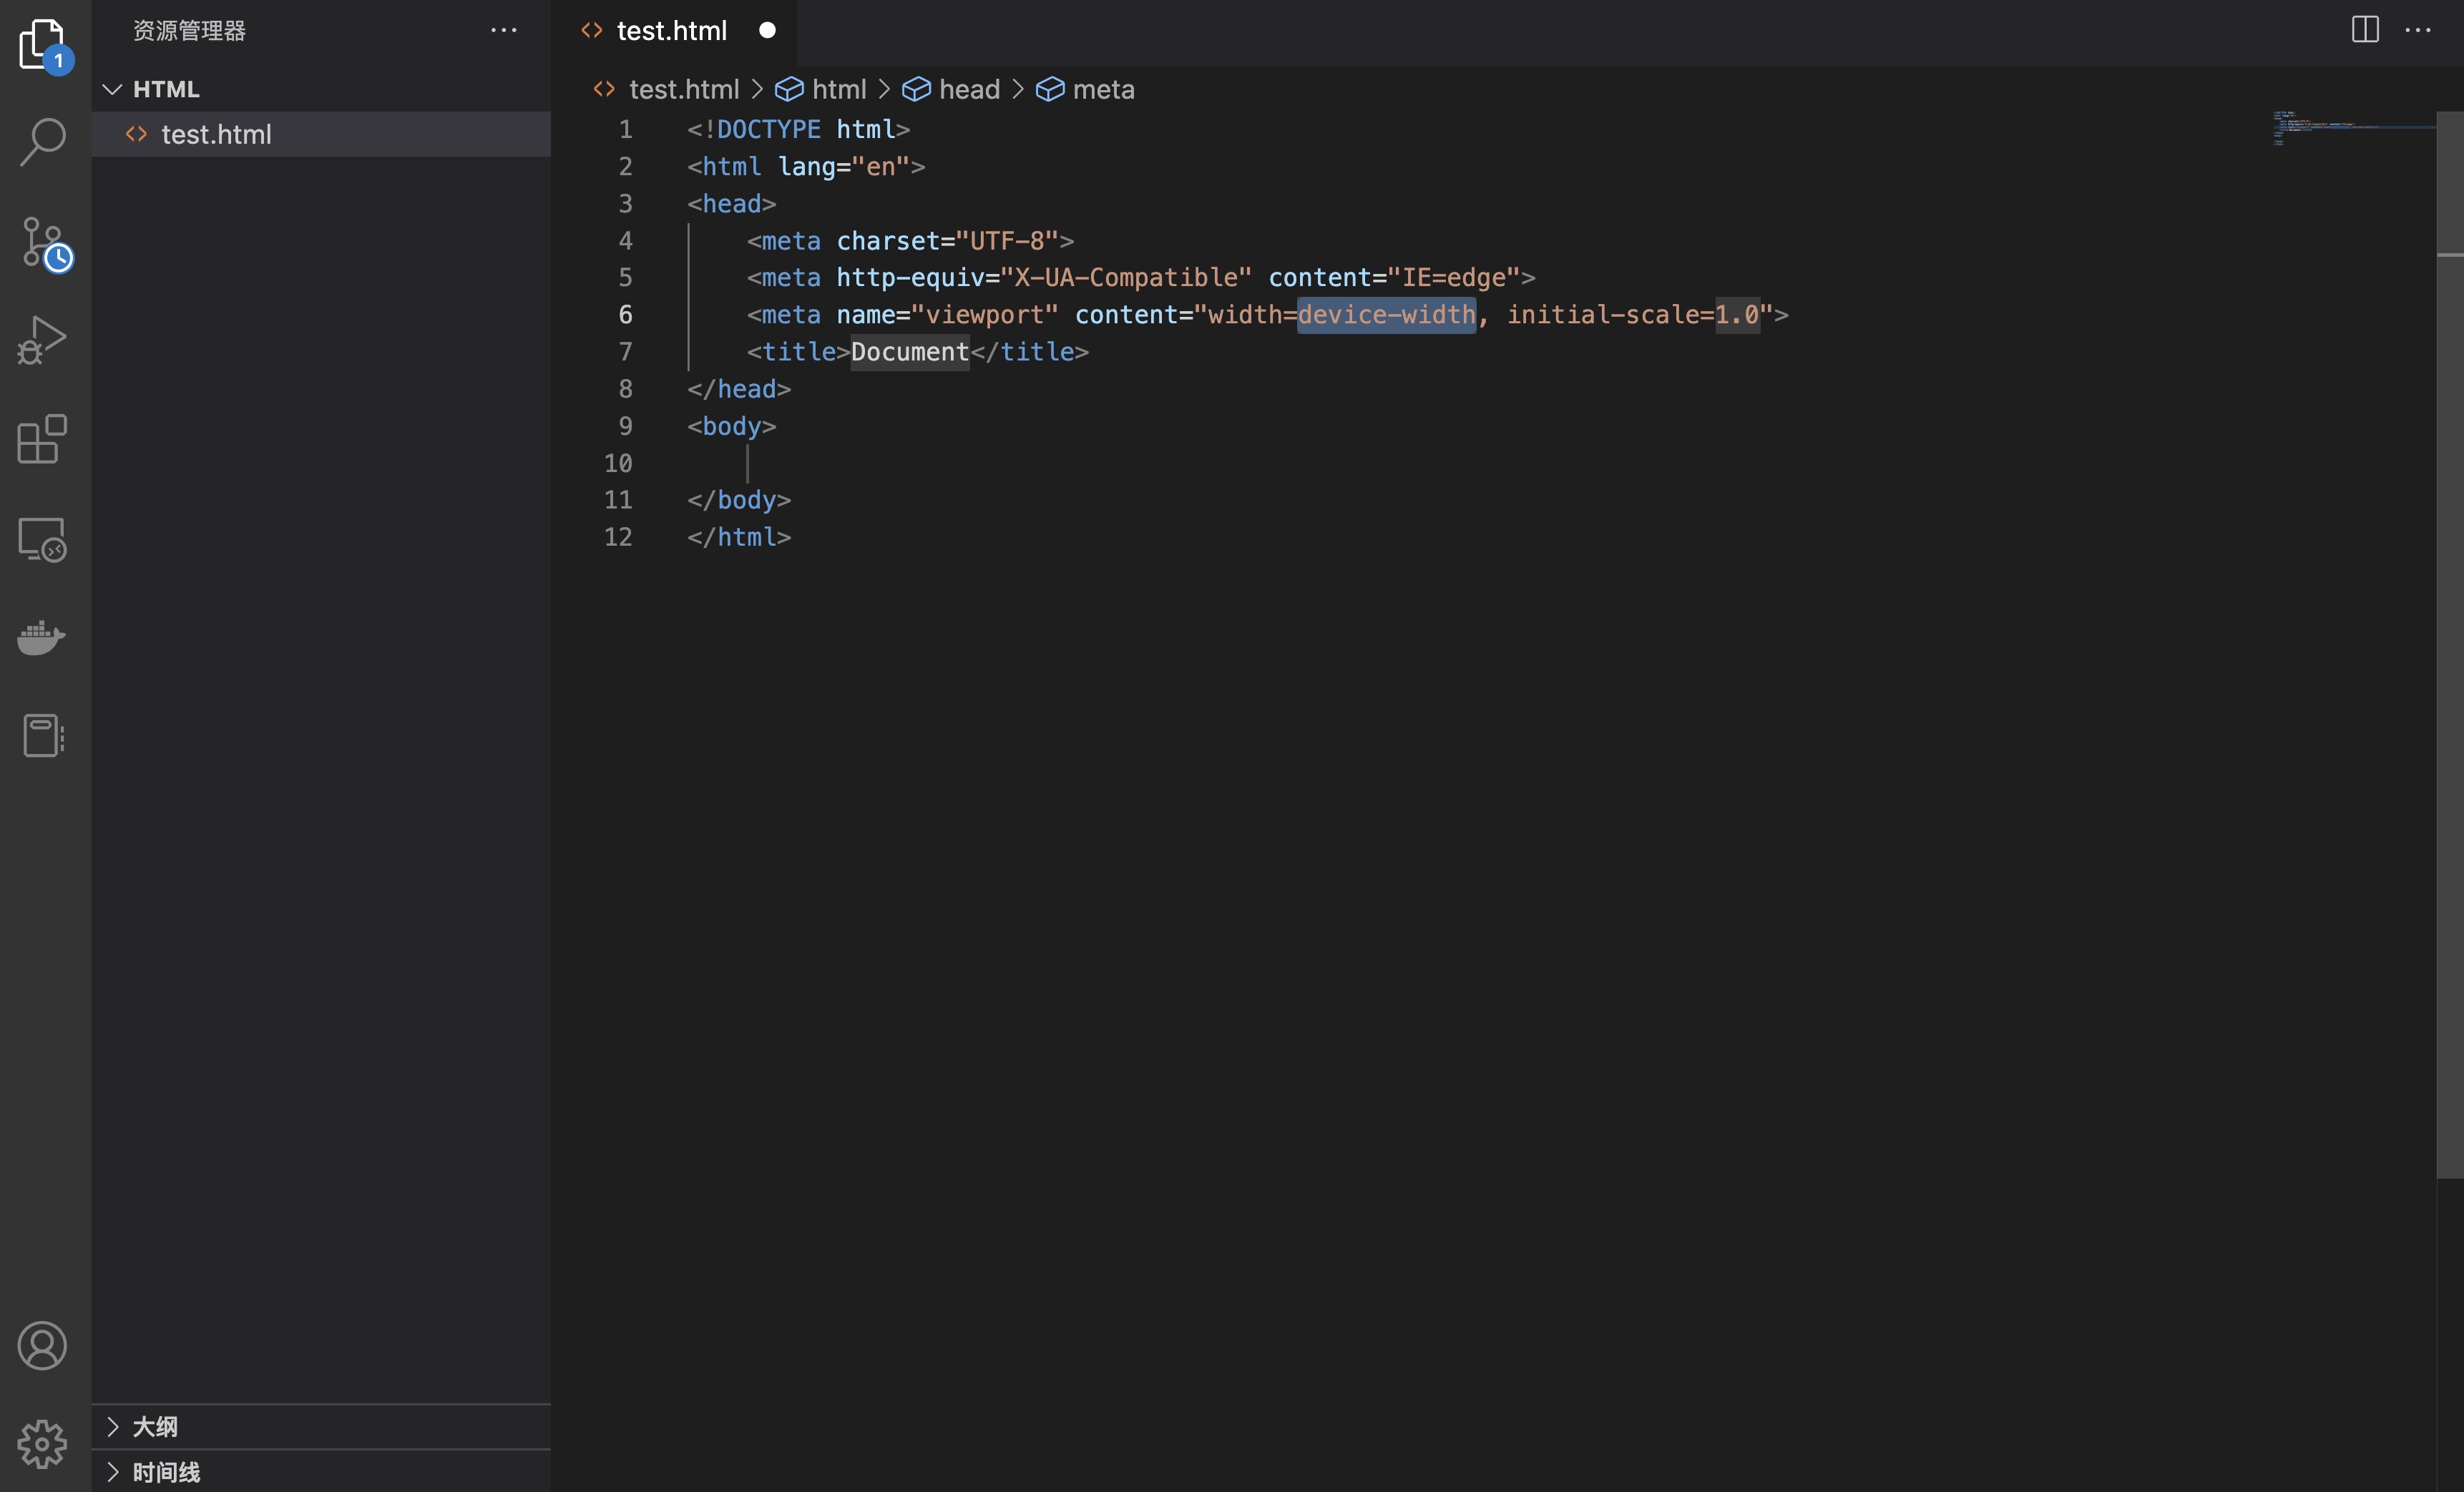 1
资源管理器
HTML
test.html
大纲
时间线
test.html
test.html > html > head > meta
1 <!DOCTYPE html>
2 <html lang="en">
3 <head>
4 <meta charset="UTF-8">
5 <meta http-equiv="X-UA-Compatible" content="IE=edge">
6 <meta name="viewport" content="width=device-width, initial-scale=1.0">
7 <title>Document</title>
8 </head>
9 <body>
10
11 </body>
12 </html>